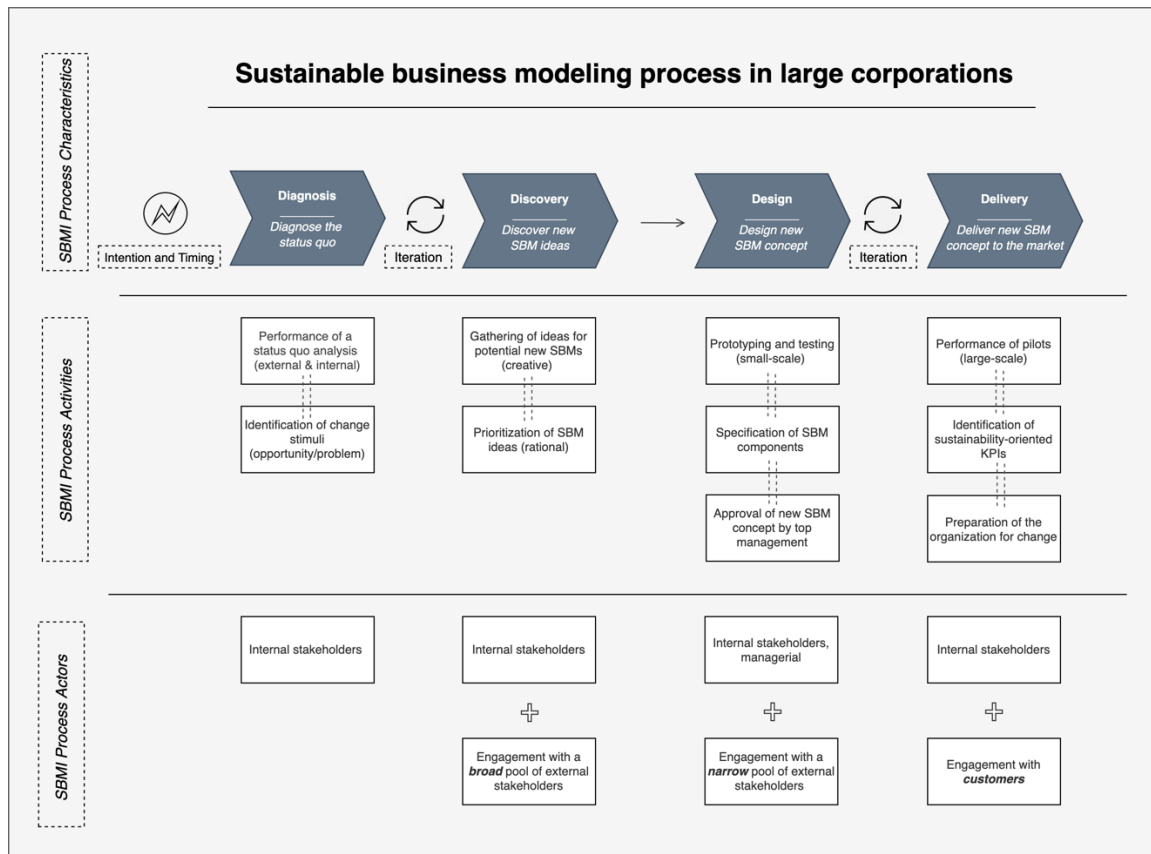 Sustainable business modeling process in large corporations
SBMI Process Characteristics
Diagnosis
Diagnose the
status quo
Discovery
Discover new
SBM ideas
Design
Design new
SBM concept
Delivery
Deliver new SBM
concept to the market
Intention and Timing
Iteration
Iteration
SBMI Process Activities
Performance of a
status quo analysis
(external & internal)
Identification of change
stimuli
(opportunity/problem)
Gathering of ideas for
potential new SBMs
(creative)
Prioritization of SBM
ideas (rational)
Prototyping and testing
(small-scale)
Specification of SBM
components
Approval of new SBM
concept by top
management
Performance of pilots
(large-scale)
Identification of
sustainability-oriented
KPIs
Preparation of the
organization for change
SBMI Process Actors
Internal stakeholders
Internal stakeholders
Engagement with a
broad pool of external
stakeholders
Internal stakeholders,
managerial
Engagement with a
narrow pool of external
stakeholders
Internal stakeholders
Engagement with
customers